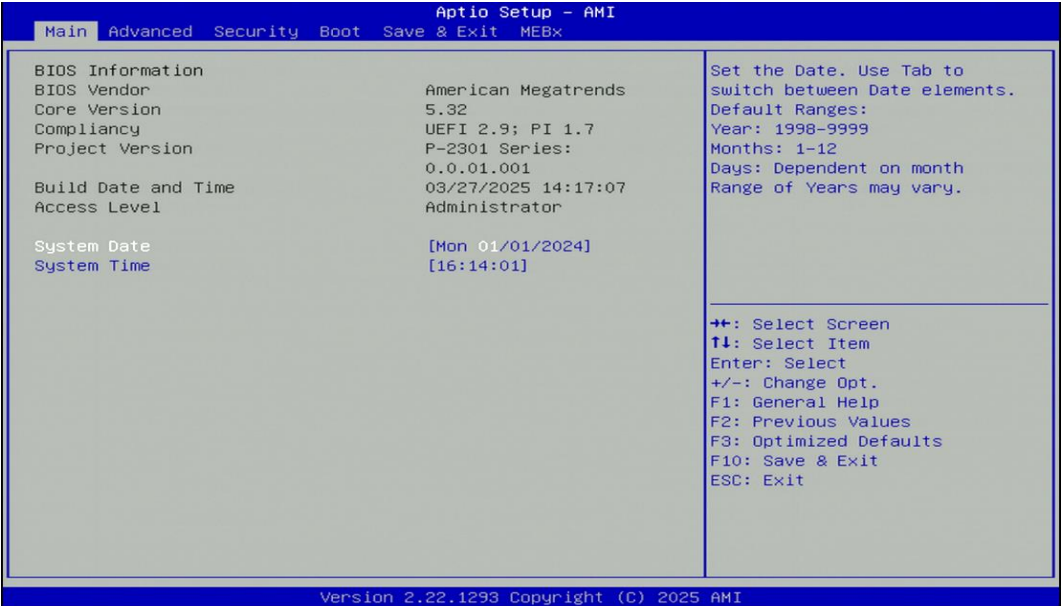 Aptio Setup – AMI
Main Advanced Security Boot Save & Exit MEBx
BIOS Information
BIOS Vendor American Megatrends
Core Version 5.32
Compliancy UEFI 2.9; PI 1.7
Project Version P-2301 Series:
0.0.01.001
Build Date and Time 03/27/2025 14:17:07
Access Level Administrator
System Date [Mon 01/01/2024]
System Time [16:14:01]
Set the Date. Use Tab to
switch between Date elements.
Default Ranges:
Year: 1998-9999
Months: 1-12
Days: Dependent on month
Range of Years may vary.
→←: Select Screen
↑↓: Select Item
Enter: Select
+/-: Change Opt.
F1: General Help
F2: Previous Values
F3: Optimized Defaults
F10: Save & Exit
ESC: Exit
Version 2.22.1293 Copyright (C) 2025 AMI